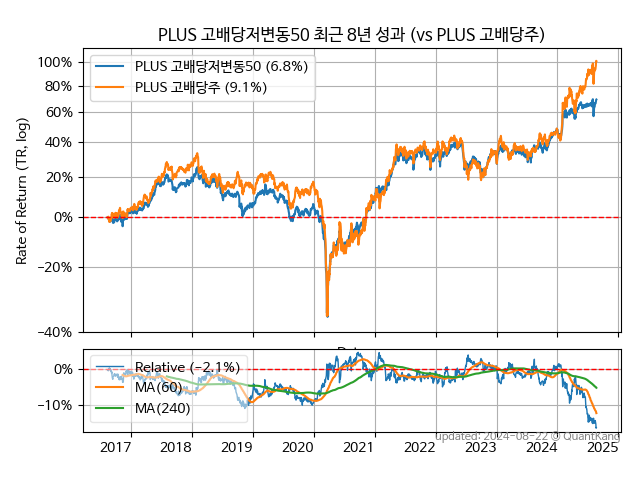 PLUS 고배당저변동50 최근 8년 성과 (vs PLUS 고배당주)
Rate of Return (TR, log)
100%
80%
60%
40%
20%
0%
−20%
−40%
PLUS 고배당저변동50 (6.8%)
PLUS 고배당주 (9.1%)
0%
−10%
Relative (−2.1%)
MA(60)
MA(240)
2017 2018 2019 2020 2021 2022 2023 2024 2025
updated: 2024-08-22 © QuantKang